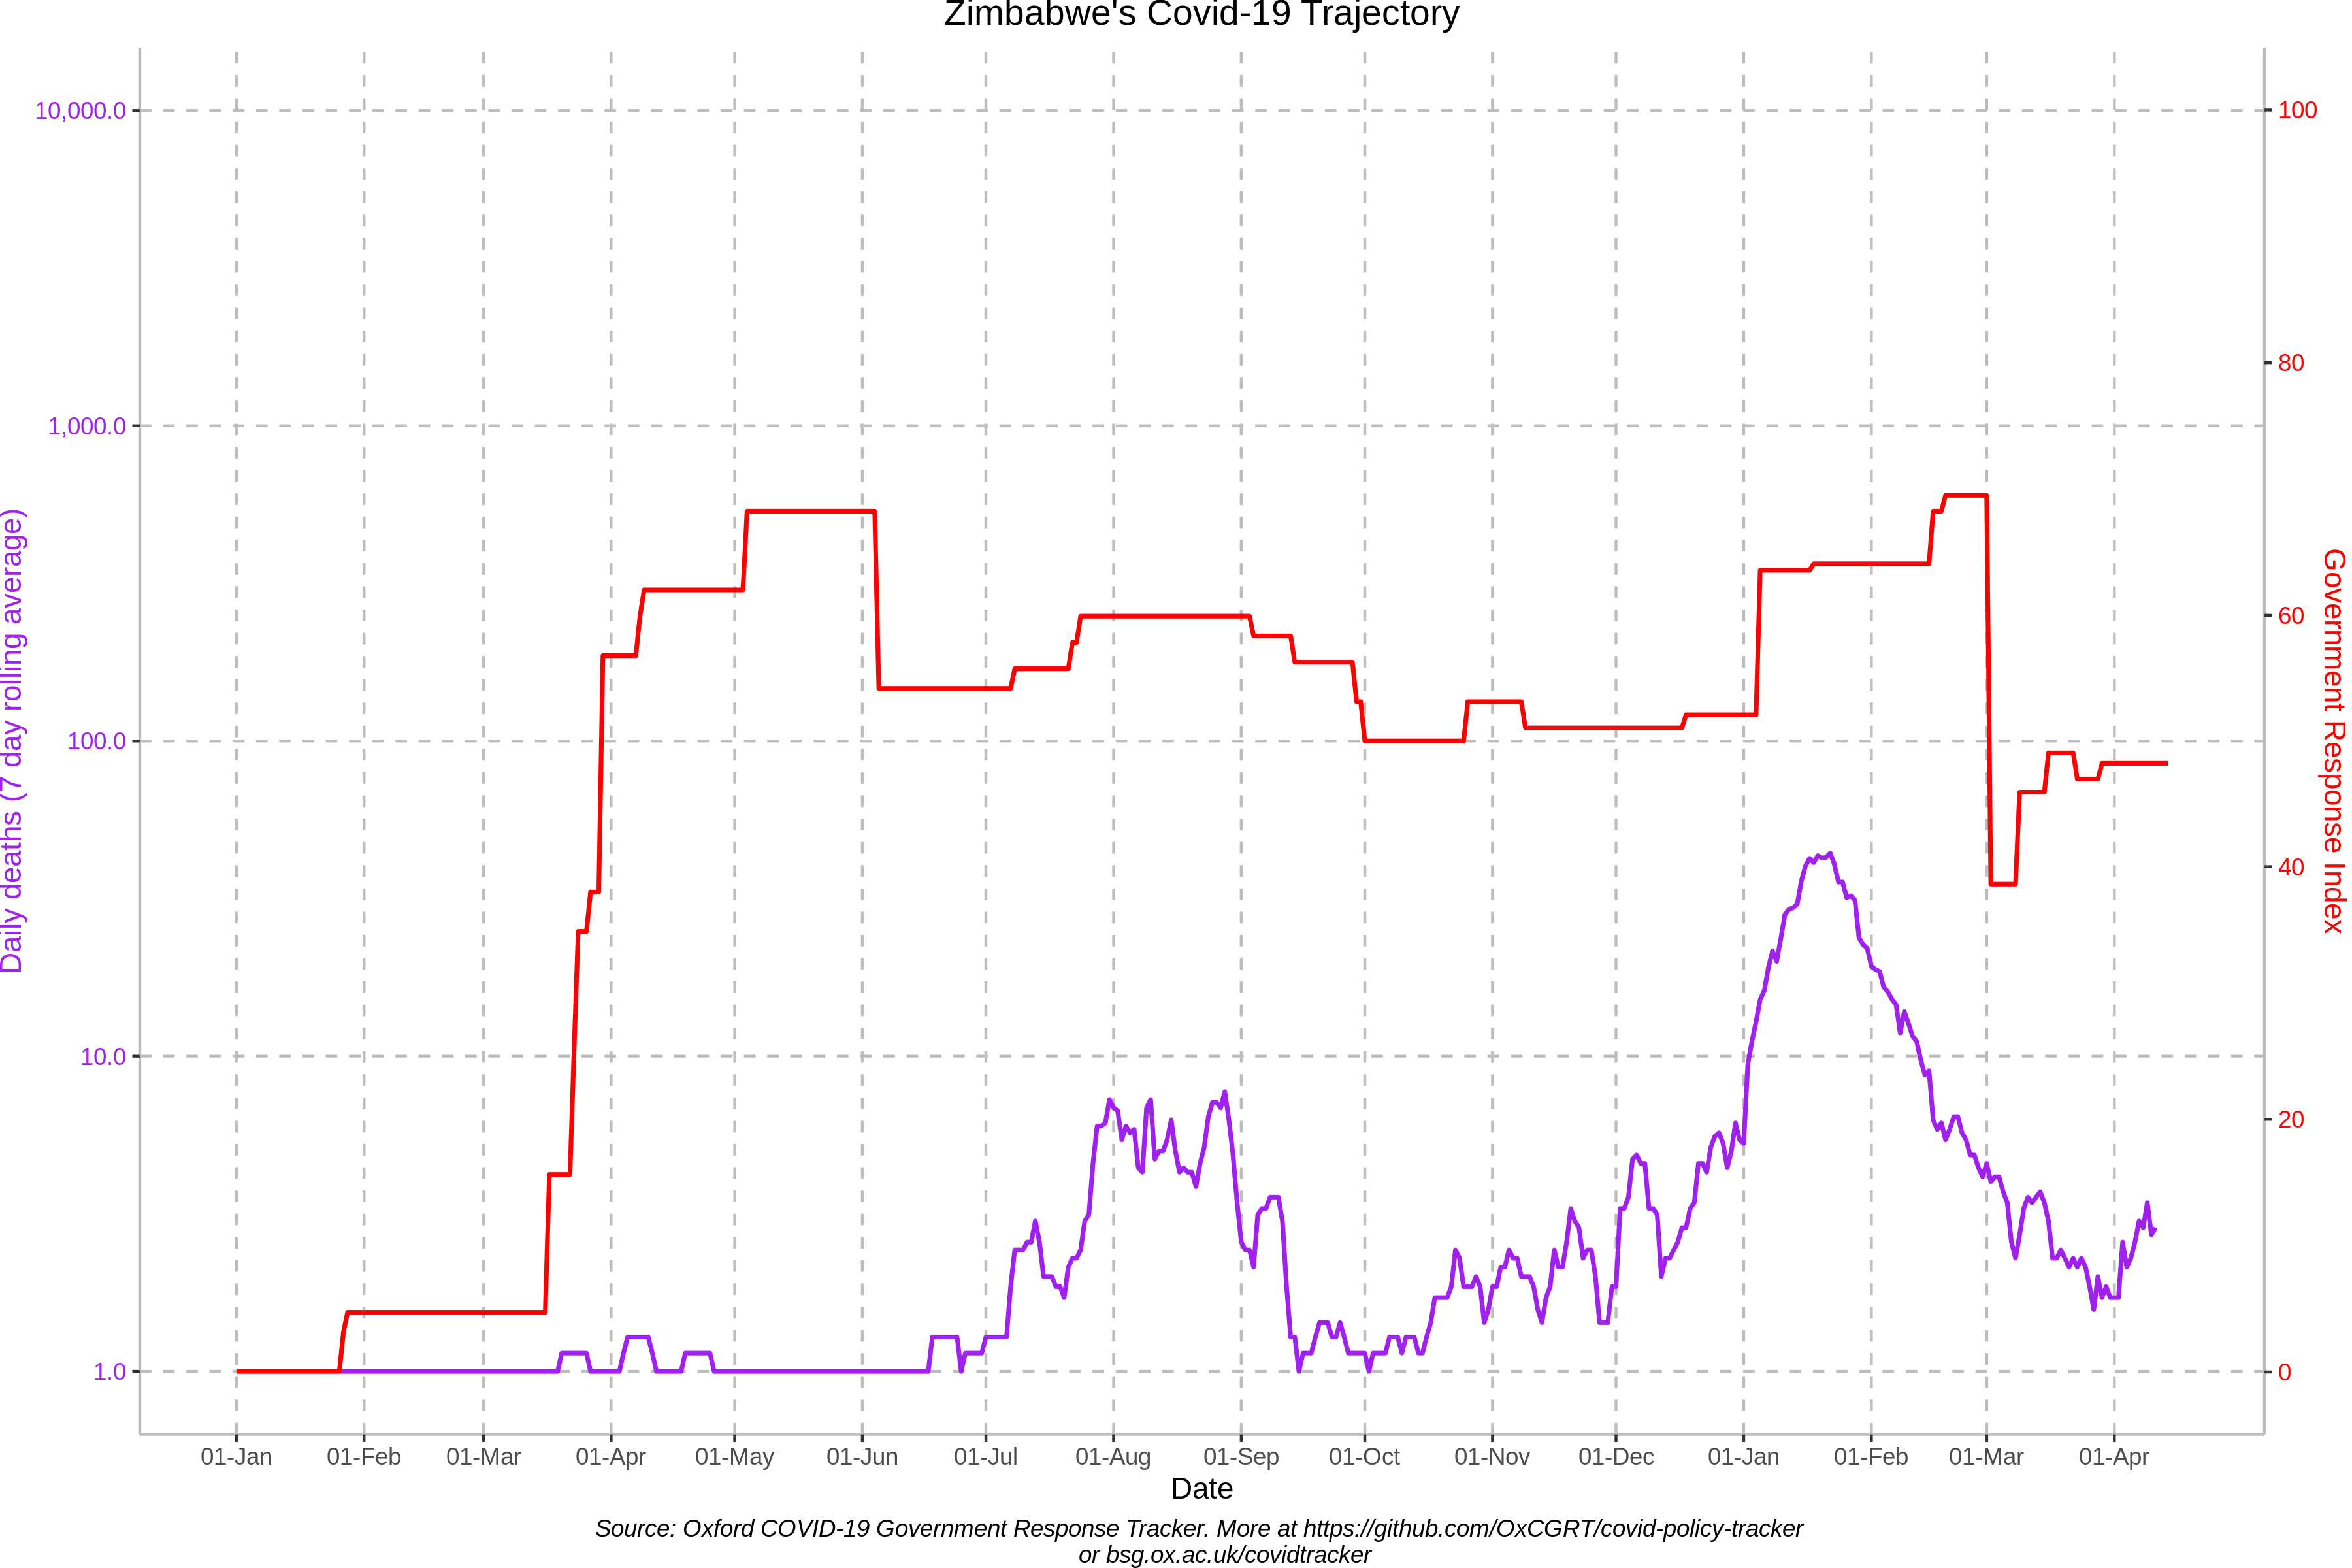 Zimbabwe's Covid-19 Trajectory
10,000.0
1,000.0
100.0
10.0
1.0
Daily deaths (7 day rolling average)
100
80
60
40
20
0
Government Response Index
01-Jan 01-Feb 01-Mar 01-Apr 01-May 01-Jun 01-Jul 01-Aug 01-Sep 01-Oct 01-Nov 01-Dec 01-Jan 01-Feb 01-Mar 01-Apr
Date
Source: Oxford COVID-19 Government Response Tracker. More at https://github.com/OxCGRT/covid-policy-tracker
or bsg.ox.ac.uk/covidtracker